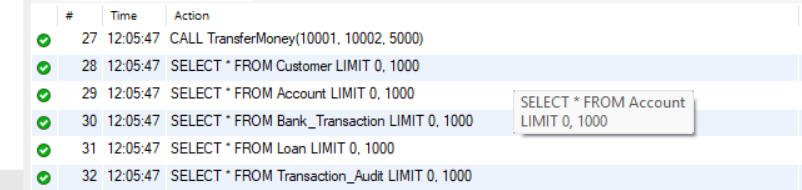 # Time Action
27 12:05:47 CALL TransferMoney(10001, 10002, 5000)
28 12:05:47 SELECT * FROM Customer LIMIT 0, 1000
29 12:05:47 SELECT * FROM Account LIMIT 0, 1000
SELECT * FROM Account
LIMIT 0, 1000
30 12:05:47 SELECT * FROM Bank_Transaction LIMIT 0, 1000
31 12:05:47 SELECT * FROM Loan LIMIT 0, 1000
32 12:05:47 SELECT * FROM Transaction_Audit LIMIT 0, 1000